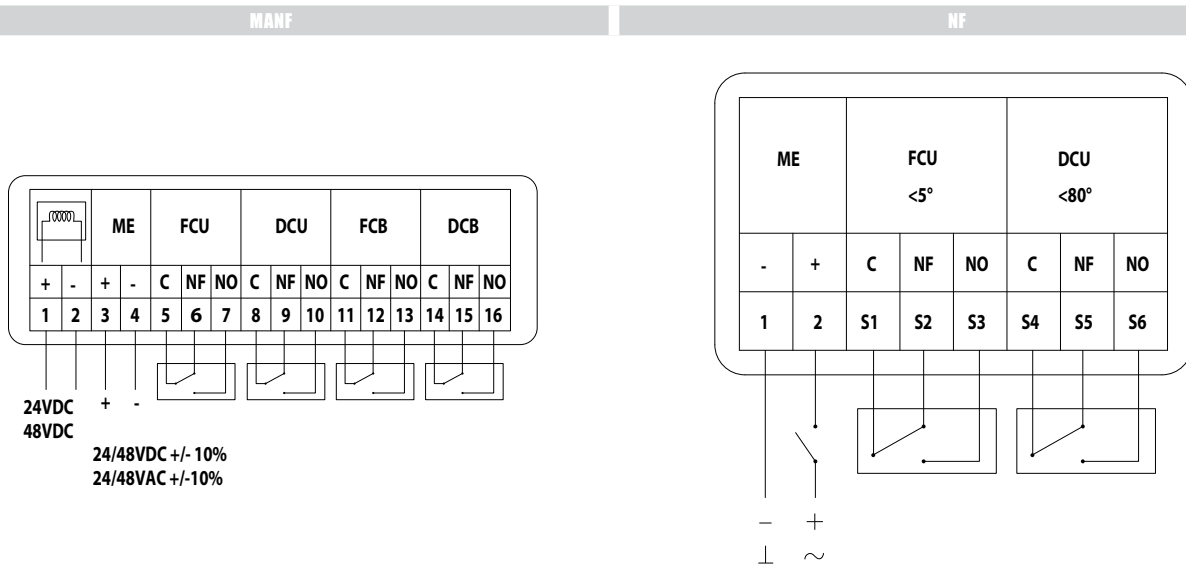 MANF
ME FCU DCU FCB DCB
+ - + - C NF NO C NF NO C NF NO C NF NO
1 2 3 4 5 6 7 8 9 10 11 12 13 14 15 16
24VDC + -
48VDC
24/48VDC +/- 10%
24/48VAC +/-10%
NF
ME FCU DCU
<5° <80°
- + C NF NO C NF NO
1 2 S1 S2 S3 S4 S5 S6
- +
⊥ ~